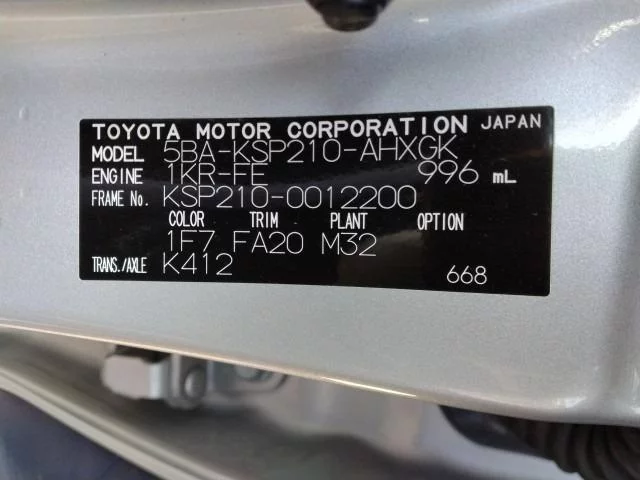 TOYOTA MOTOR CORPORATION JAPAN
MODEL 5BA-KSP210-AHXGK
ENGINE 1KR-FE 996 mL
FRAME No. KSP210-0012200
COLOR TRIM PLANT OPTION
1F7 FA20 M32
TRANS./AXLE K412
668